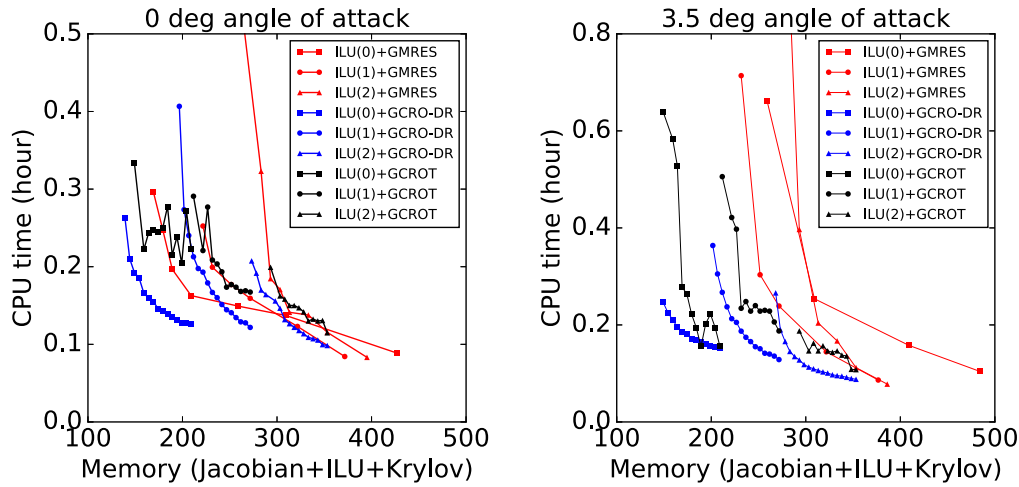 0 deg angle of attack
CPU time (hour)
0.5
0.4
0.3
0.2
0.1
0.0
ILU(0)+GMRES
ILU(1)+GMRES
ILU(2)+GMRES
ILU(0)+GCRO-DR
ILU(1)+GCRO-DR
ILU(2)+GCRO-DR
ILU(0)+GCROT
ILU(1)+GCROT
ILU(2)+GCROT
100 200 300 400 500
Memory (Jacobian+ILU+Krylov)
3.5 deg angle of attack
CPU time (hour)
0.8
0.6
0.4
0.2
0.0
ILU(0)+GMRES
ILU(1)+GMRES
ILU(2)+GMRES
ILU(0)+GCRO-DR
ILU(1)+GCRO-DR
ILU(2)+GCRO-DR
ILU(0)+GCROT
ILU(1)+GCROT
ILU(2)+GCROT
100 200 300 400 500
Memory (Jacobian+ILU+Krylov)